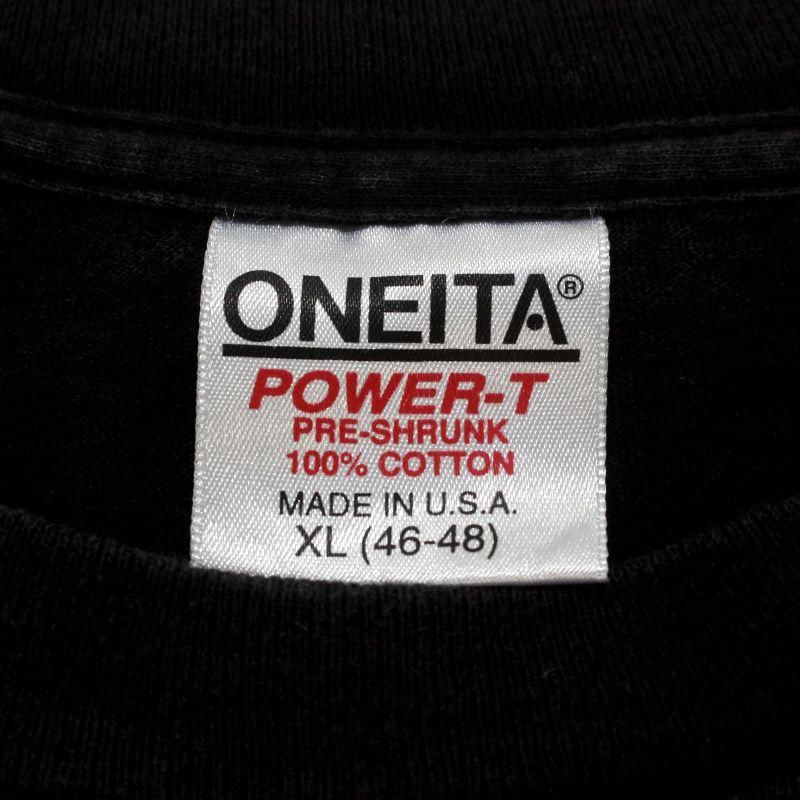 ONEITA®
POWER-T
PRE-SHRUNK
100% COTTON
MADE IN U.S.A.
XL (46-48)